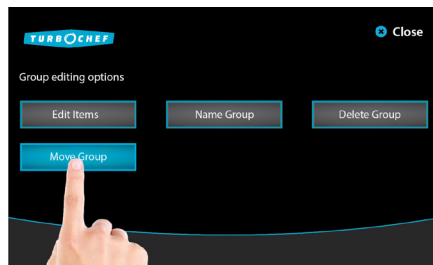 TURBOCHEF
Close
Group editing options
Edit Items
Name Group
Delete Group
Move Group